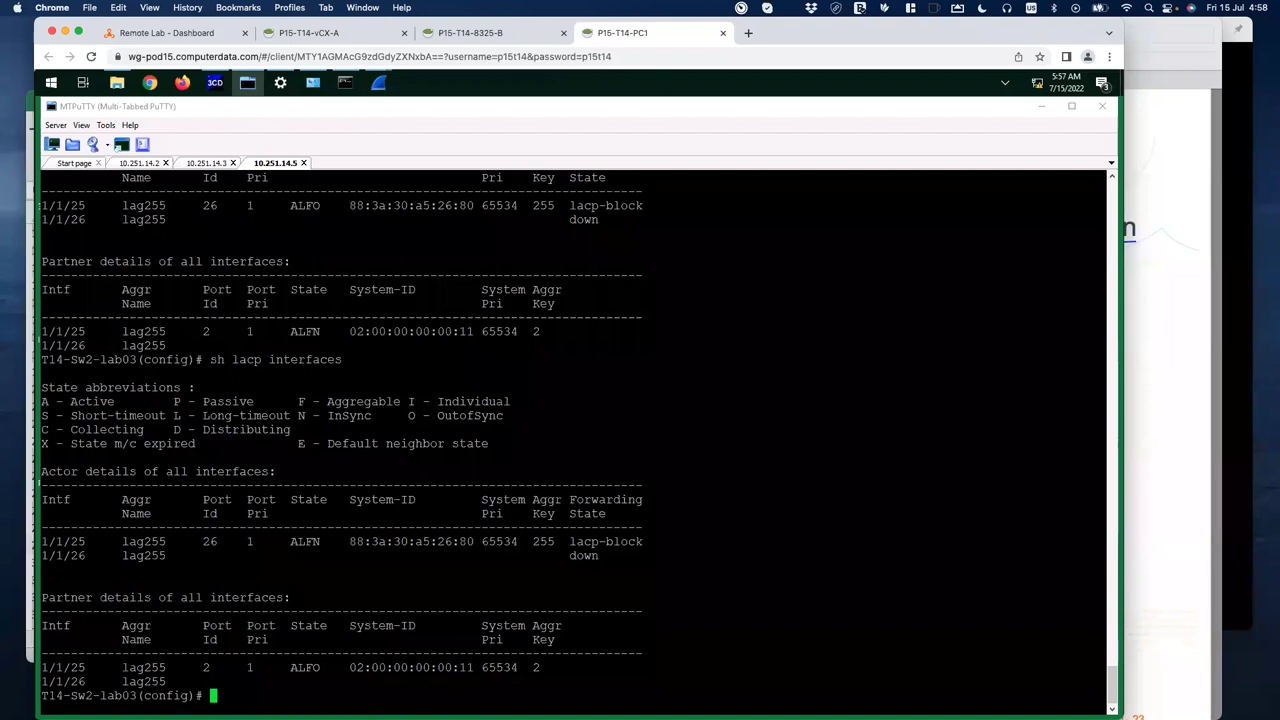 Chrome File Edit View History Bookmarks Profiles Tab Window Help Fri 15 Jul 4:58
Remote Lab - Dashboard P15-T14-vCX-A P15-T14-8325-B P15-T14-PC1
wg-pod15.computerdata.com/#/client/MTY1AGMAcG9zdGdyZXNxbA==?username=p15t14&password=p15t14
3CD
5:57 AM
7/15/2022
3
MTPuTTY (Multi-Tabbed PuTTY)
Server View Tools Help
Start page 10.251.14.2 10.251.14.3 10.251.14.5
Name Id Pri Pri Key State
--------------------------------------------------------------------------------
1/1/25 lag255 26 1 ALFO 88:3a:30:a5:26:80 65534 255 lacp-block
1/1/26 lag255 down
Partner details of all interfaces:
--------------------------------------------------------------------------------
Intf Aggr Port Port State System-ID System Aggr
Name Id Pri Pri Key
--------------------------------------------------------------------------------
1/1/25 lag255 2 1 ALFN 02:00:00:00:00:11 65534 2
1/1/26 lag255
T14-Sw2-lab03(config)# sh lacp interfaces
State abbreviations :
A - Active P - Passive F - Aggregable I - Individual
S - Short-timeout L - Long-timeout N - InSync O - OutofSync
C - Collecting D - Distributing
X - State m/c expired E - Default neighbor state
Actor details of all interfaces:
--------------------------------------------------------------------------------
Intf Aggr Port Port State System-ID System Aggr Forwarding
Name Id Pri Pri Key State
--------------------------------------------------------------------------------
1/1/25 lag255 26 1 ALFN 88:3a:30:a5:26:80 65534 255 lacp-block
1/1/26 lag255 down
Partner details of all interfaces:
--------------------------------------------------------------------------------
Intf Aggr Port Port State System-ID System Aggr
Name Id Pri Pri Key
--------------------------------------------------------------------------------
1/1/25 lag255 2 1 ALFO 02:00:00:00:00:11 65534 2
1/1/26 lag255
T14-Sw2-lab03(config)#
n
23